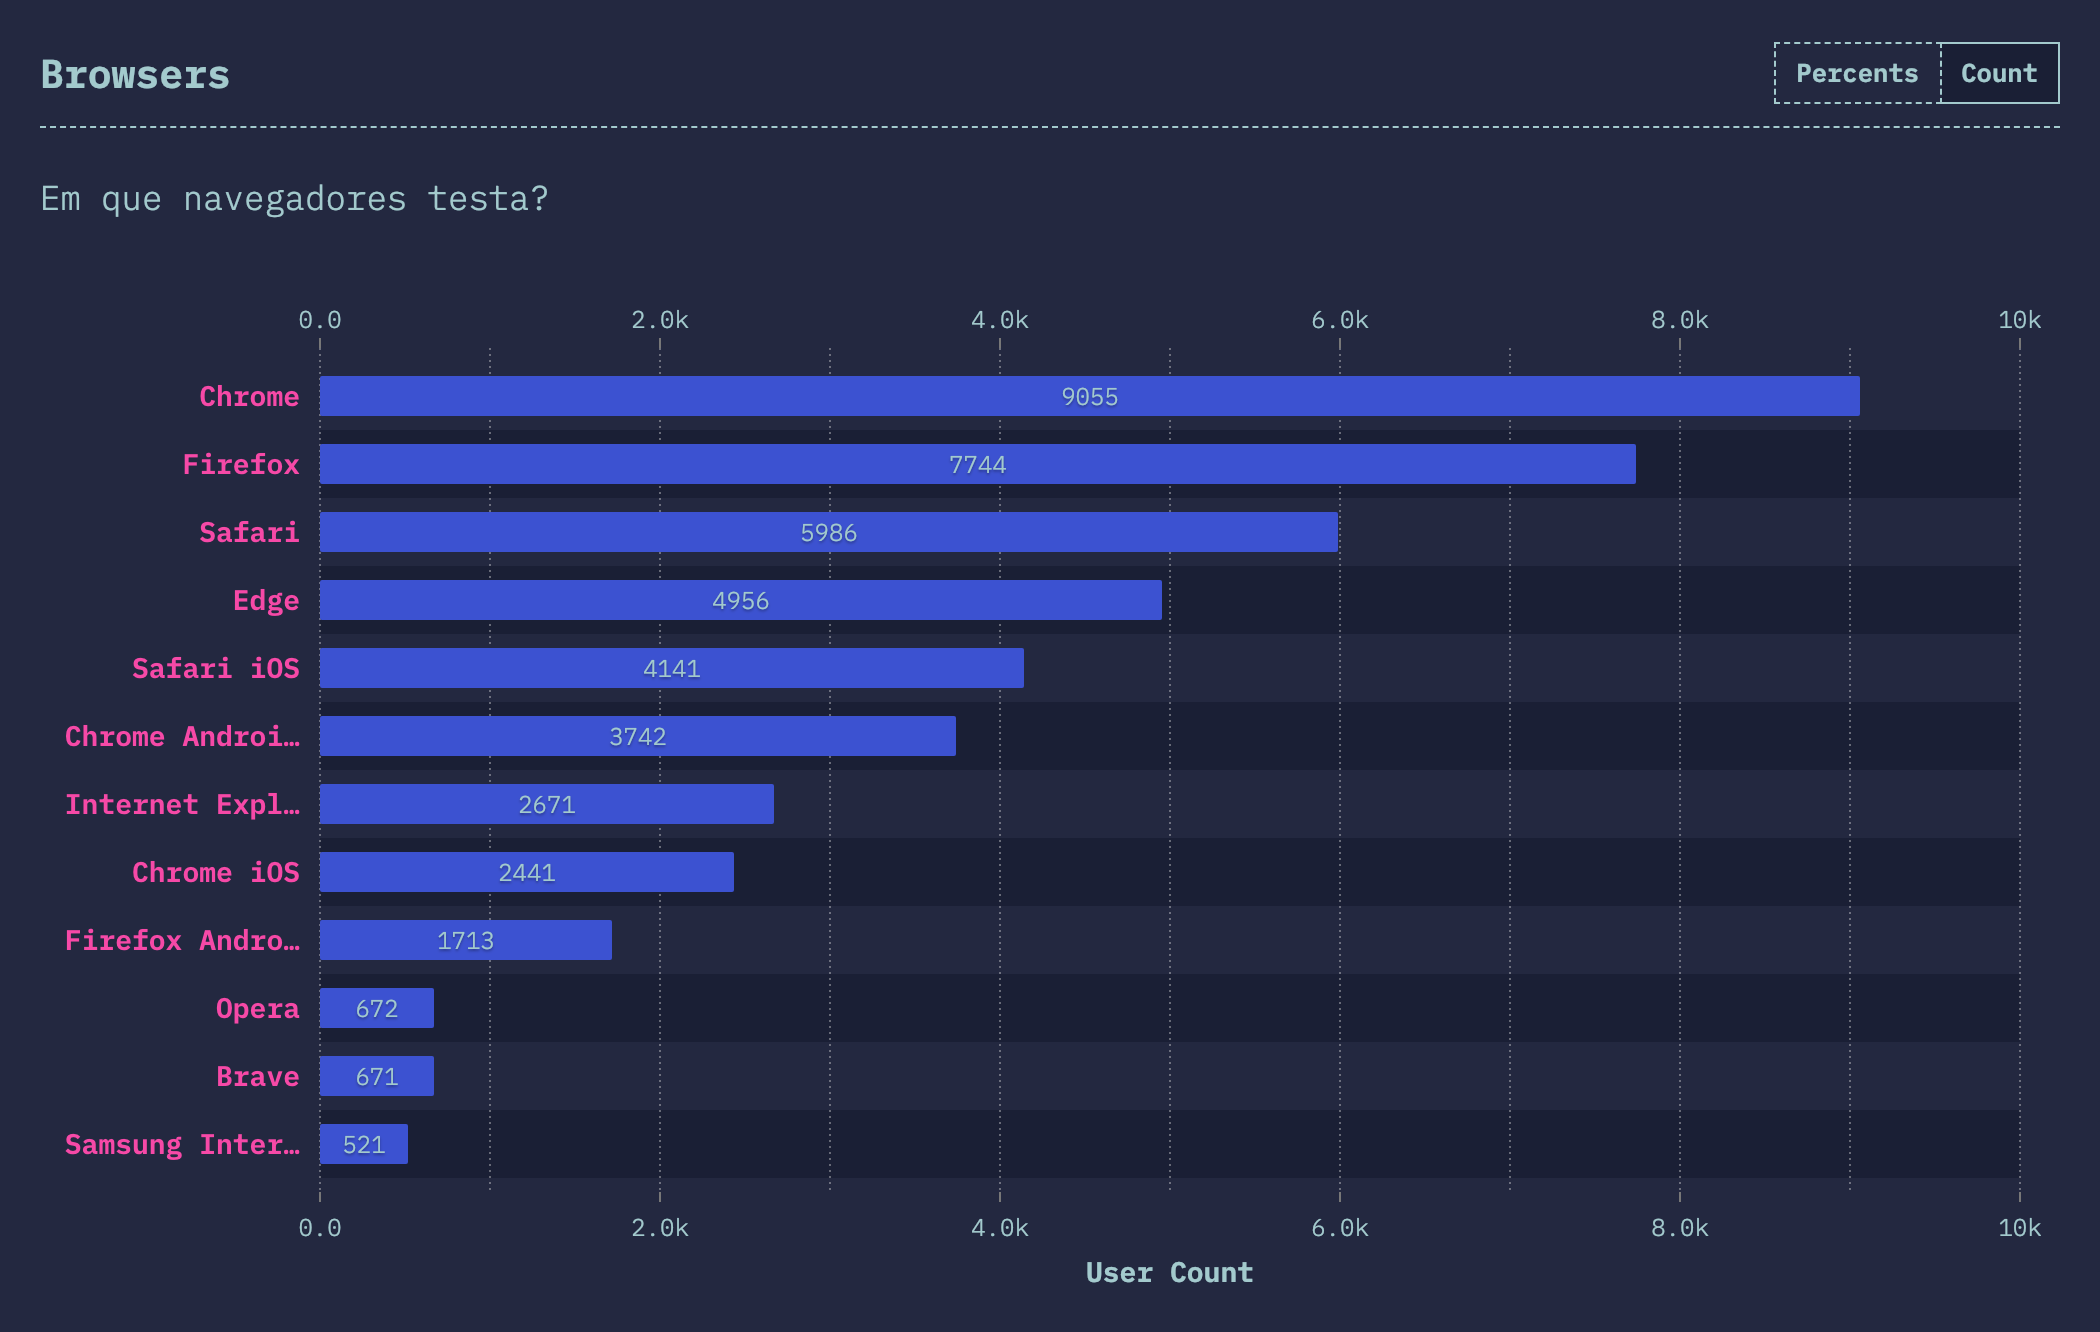 Browsers
Percents Count
Em que navegadores testa?
0.0 2.0k 4.0k 6.0k 8.0k 10k
Chrome 9055
Firefox 7744
Safari 5986
Edge 4956
Safari iOS 4141
Chrome Androi… 3742
Internet Expl… 2671
Chrome iOS 2441
Firefox Andro… 1713
Opera 672
Brave 671
Samsung Inter… 521
0.0 2.0k 4.0k 6.0k 8.0k 10k
User Count